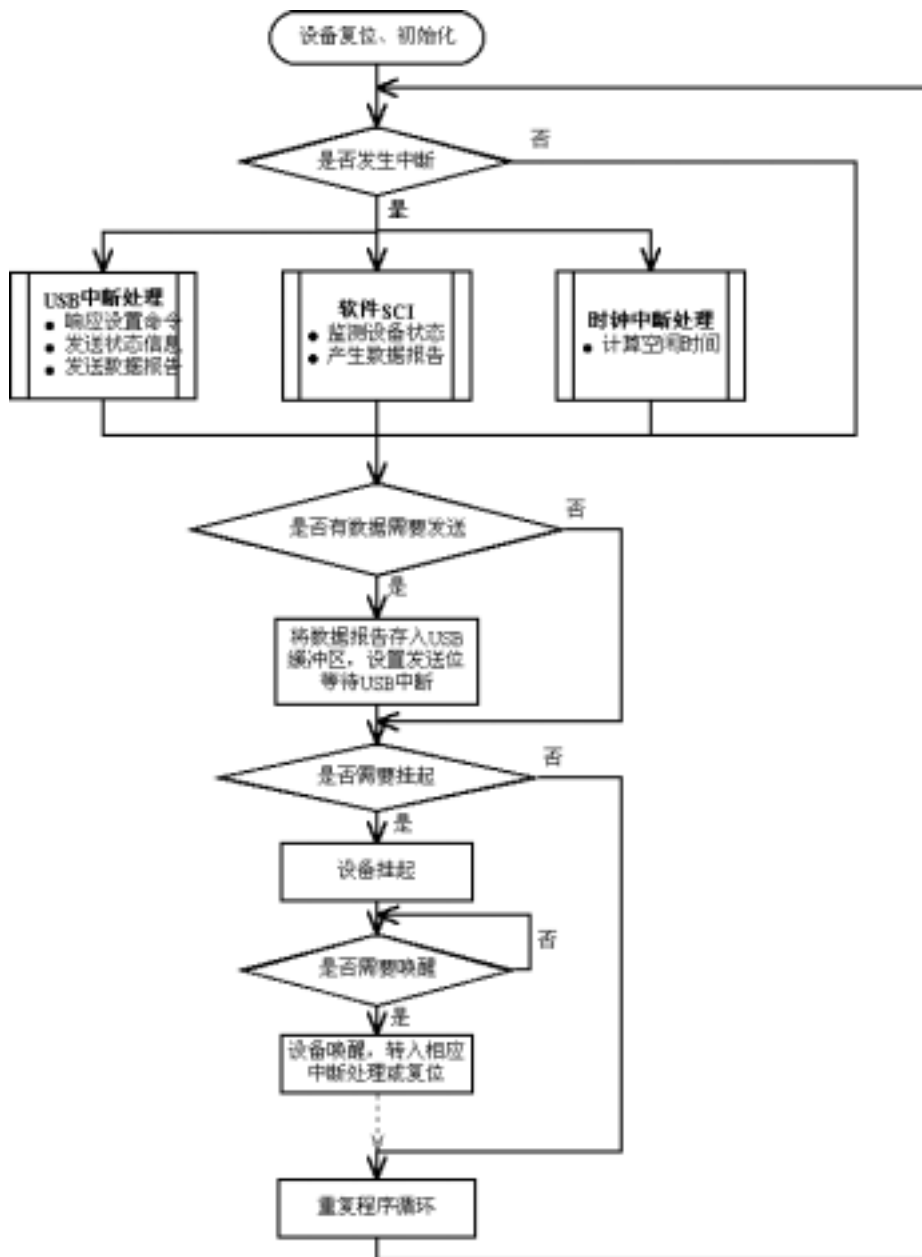 设备复位、初始化
是否发生中断
否
是
USB中断处理
● 响应设置命令
● 发送状态信息
● 发送数据报告
软件SCI
● 监测设备状态
● 产生数据报告
时钟中断处理
● 计算空闲时间
是否有数据需要发送
否
是
将数据报告存入USB
缓冲区，设置发送位
等待USB中断
是否需要挂起
否
是
设备挂起
是否需要唤醒
否
是
设备唤醒，转入相应
中断处理或复位
重复程序循环